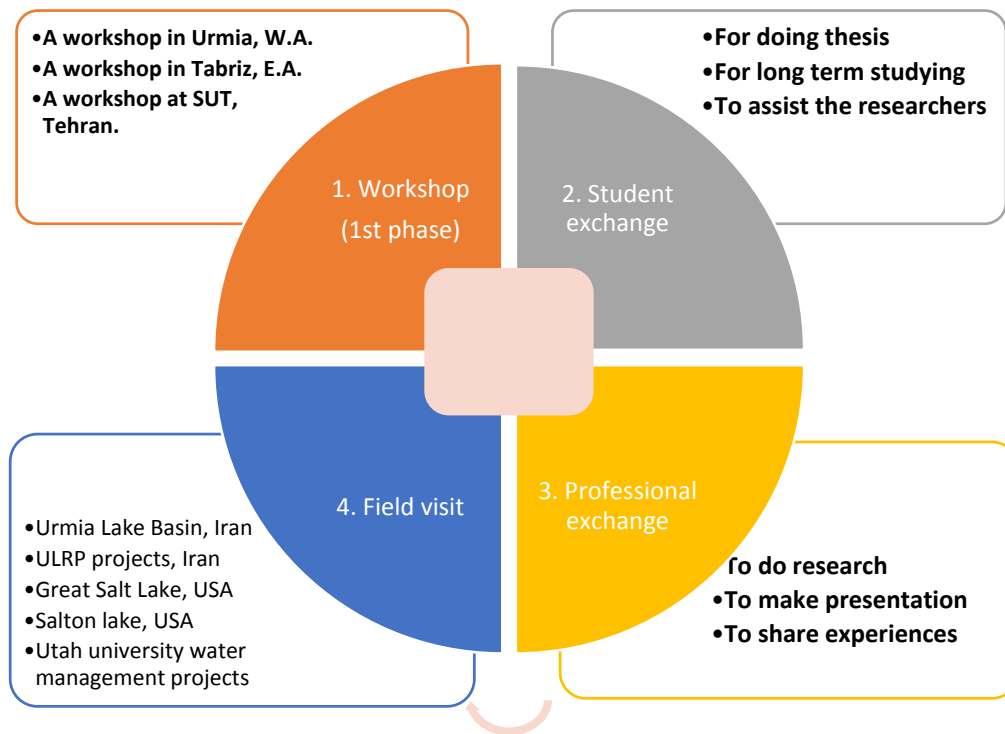 •A workshop in Urmia, W.A.
•A workshop in Tabriz, E.A.
•A workshop at SUT,
Tehran.
•For doing thesis
•For long term studying
•To assist the researchers
1. Workshop
(1st phase)
2. Student
exchange
4. Field visit
3. Professional
exchange
•Urmia Lake Basin, Iran
•ULRP projects, Iran
•Great Salt Lake, USA
•Salton lake, USA
•Utah university water
management projects
•To do research
•To make presentation
•To share experiences